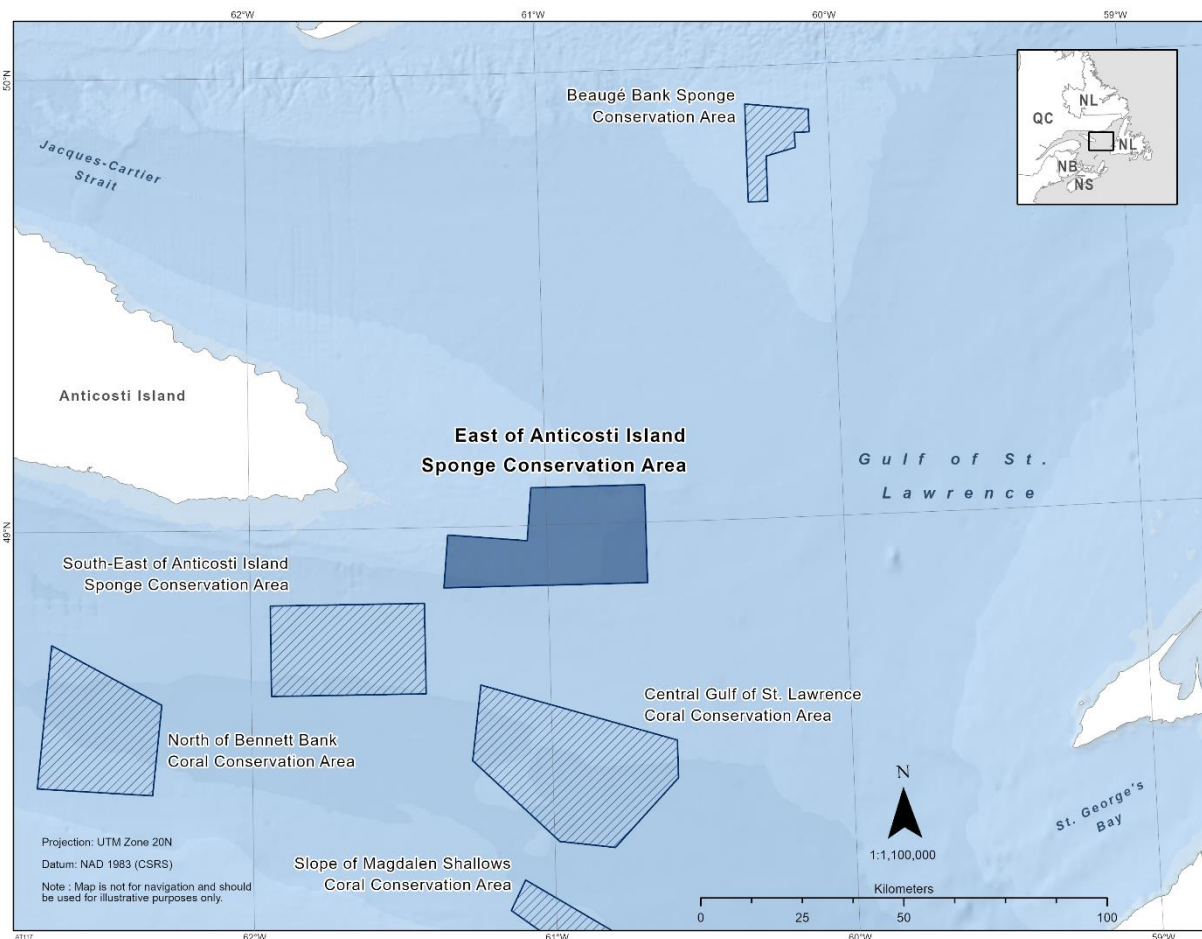 62°W
61°W
60°W
59°W
50°N
Beaugé Bank Sponge
Conservation Area
QC
NL
NL
NB
NS
Jacques-Cartier
Strait
Anticosti Island
East of Anticosti Island
Sponge Conservation Area
Gulf of St.
Lawrence
49°N
South-East of Anticosti Island
Sponge Conservation Area
Central Gulf of St. Lawrence
Coral Conservation Area
North of Bennett Bank
Coral Conservation Area
N
1:1,100,000
St. George's
Bay
Projection: UTM Zone 20N
Datum: NAD 1983 (CSRS)
Note : Map is not for navigation and should
be used for illustrative purposes only.
Slope of Magdalen Shallows
Coral Conservation Area
Kilometers
0
25
50
100
AT117
62°W
61°W
60°W
59°W